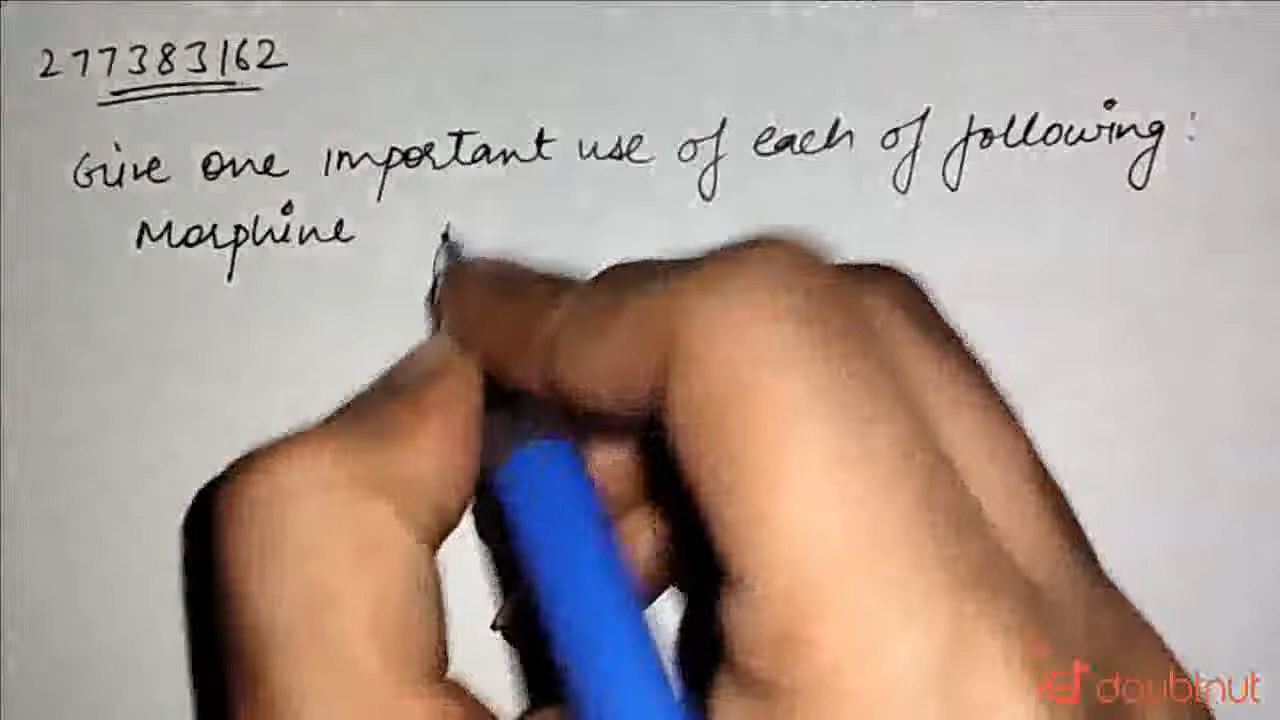 277383162
Give one important use of each of following :
Morphine
doubtnut